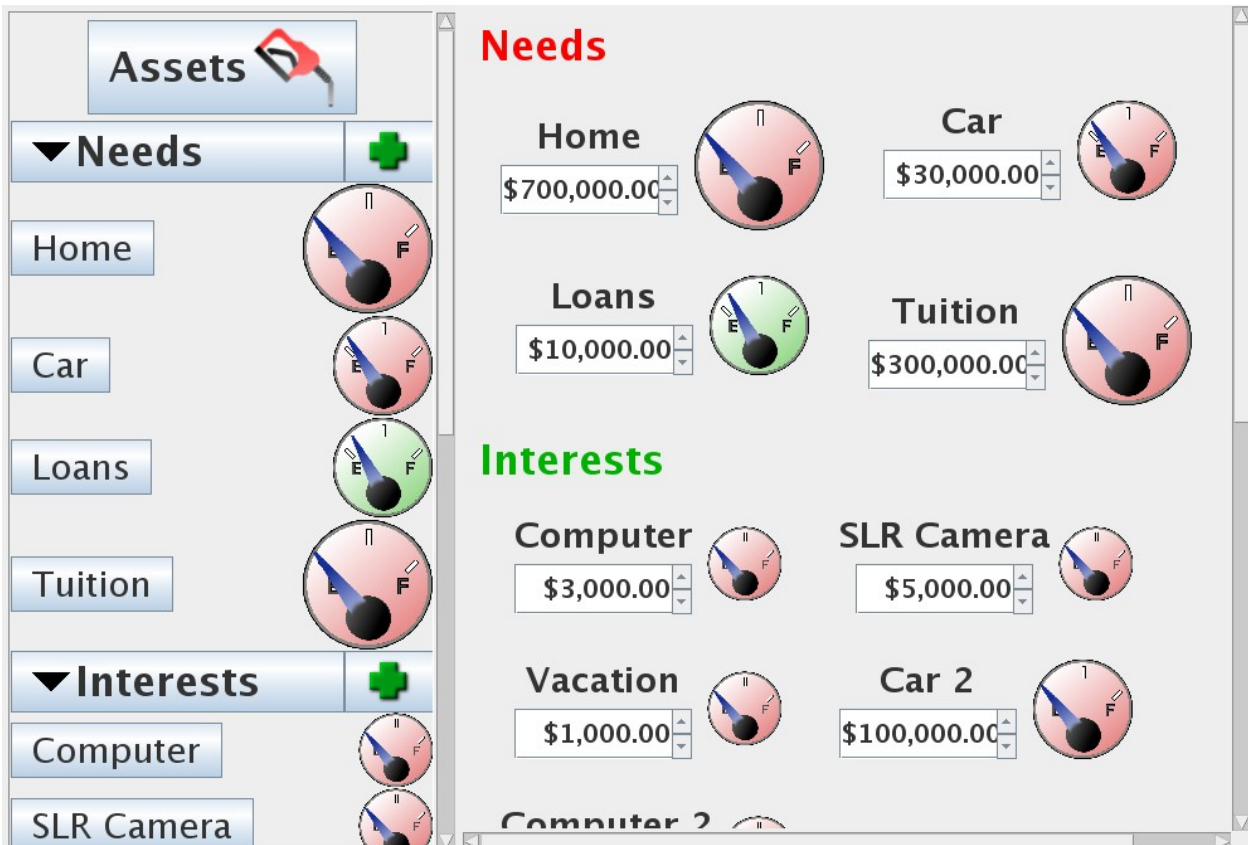 Assets
Needs
Home
E F
Car
E F
Loans
E F
Tuition
E F
Interests
Computer
E F
SLR Camera
Needs
Home
$700,000.00
E F
Car
$30,000.00
E F
Loans
$10,000.00
E F
Tuition
$300,000.00
E F
Interests
Computer
$3,000.00
E F
SLR Camera
$5,000.00
E F
Vacation
$1,000.00
E F
Car 2
$100,000.00
E F
Computer 2